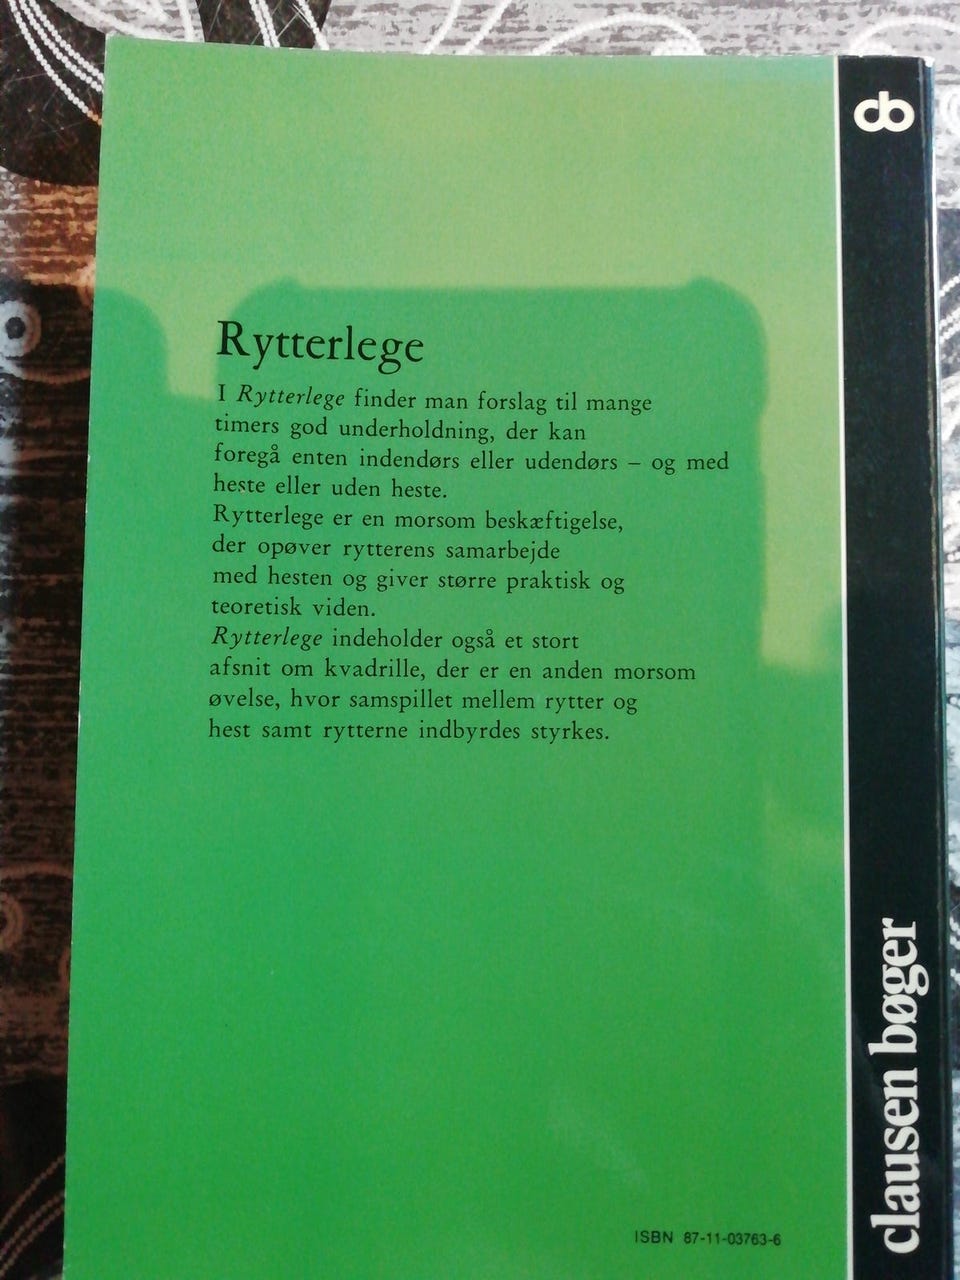 Rytterlege
I Rytterlege finder man forslag til mange
timers god underholdning, der kan
foregå enten indendørs eller udendørs – og med
heste eller uden heste.
Rytterlege er en morsom beskæftigelse,
der opøver rytterens samarbejde
med hesten og giver større praktisk og
teoretisk viden.
Rytterlege indeholder også et stort
afsnit om kvadrille, der er en anden morsom
øvelse, hvor samspillet mellem rytter og
hest samt rytterne indbyrdes styrkes.
ISBN 87-11-03763-6
cb
clausen bøger